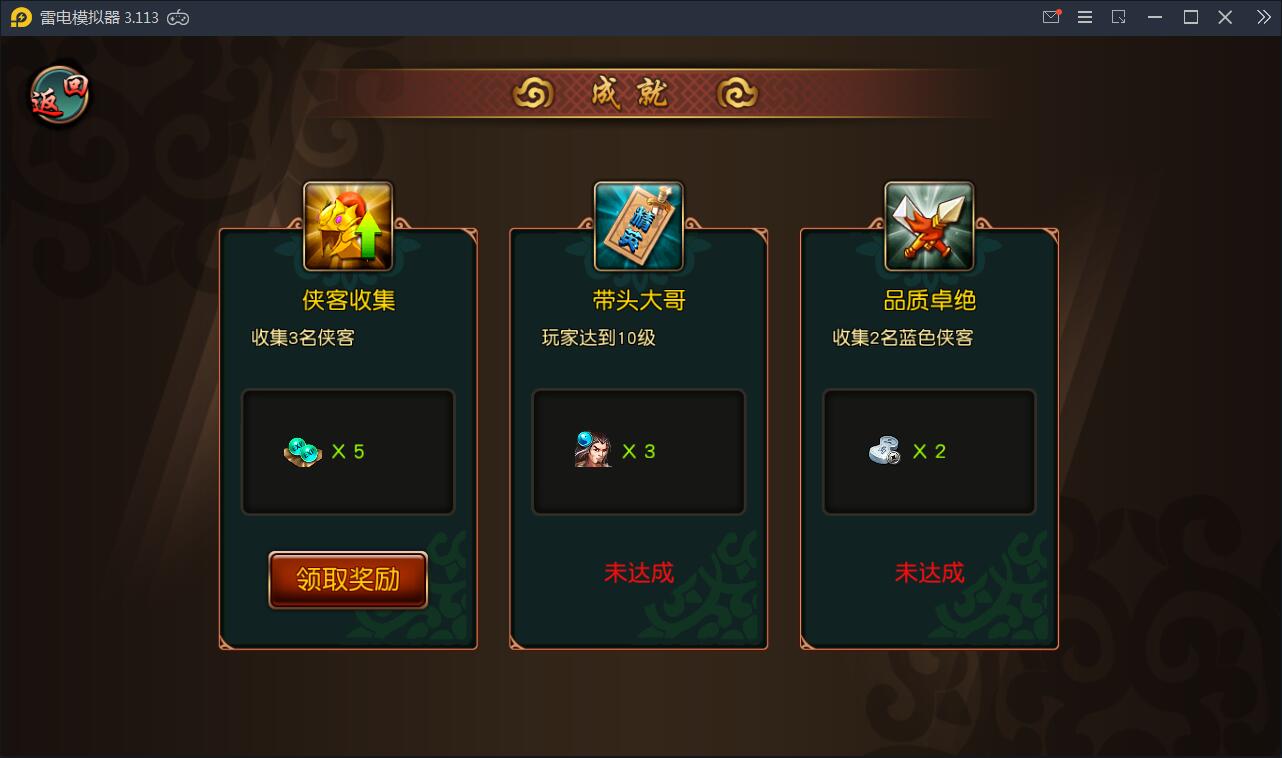 雷电模拟器 3.113
返回
成就
侠客收集
收集3名侠客
X 5
领取奖励
精英
带头大哥
玩家达到10级
X 3
未达成
品质卓绝
收集2名蓝色侠客
X 2
未达成